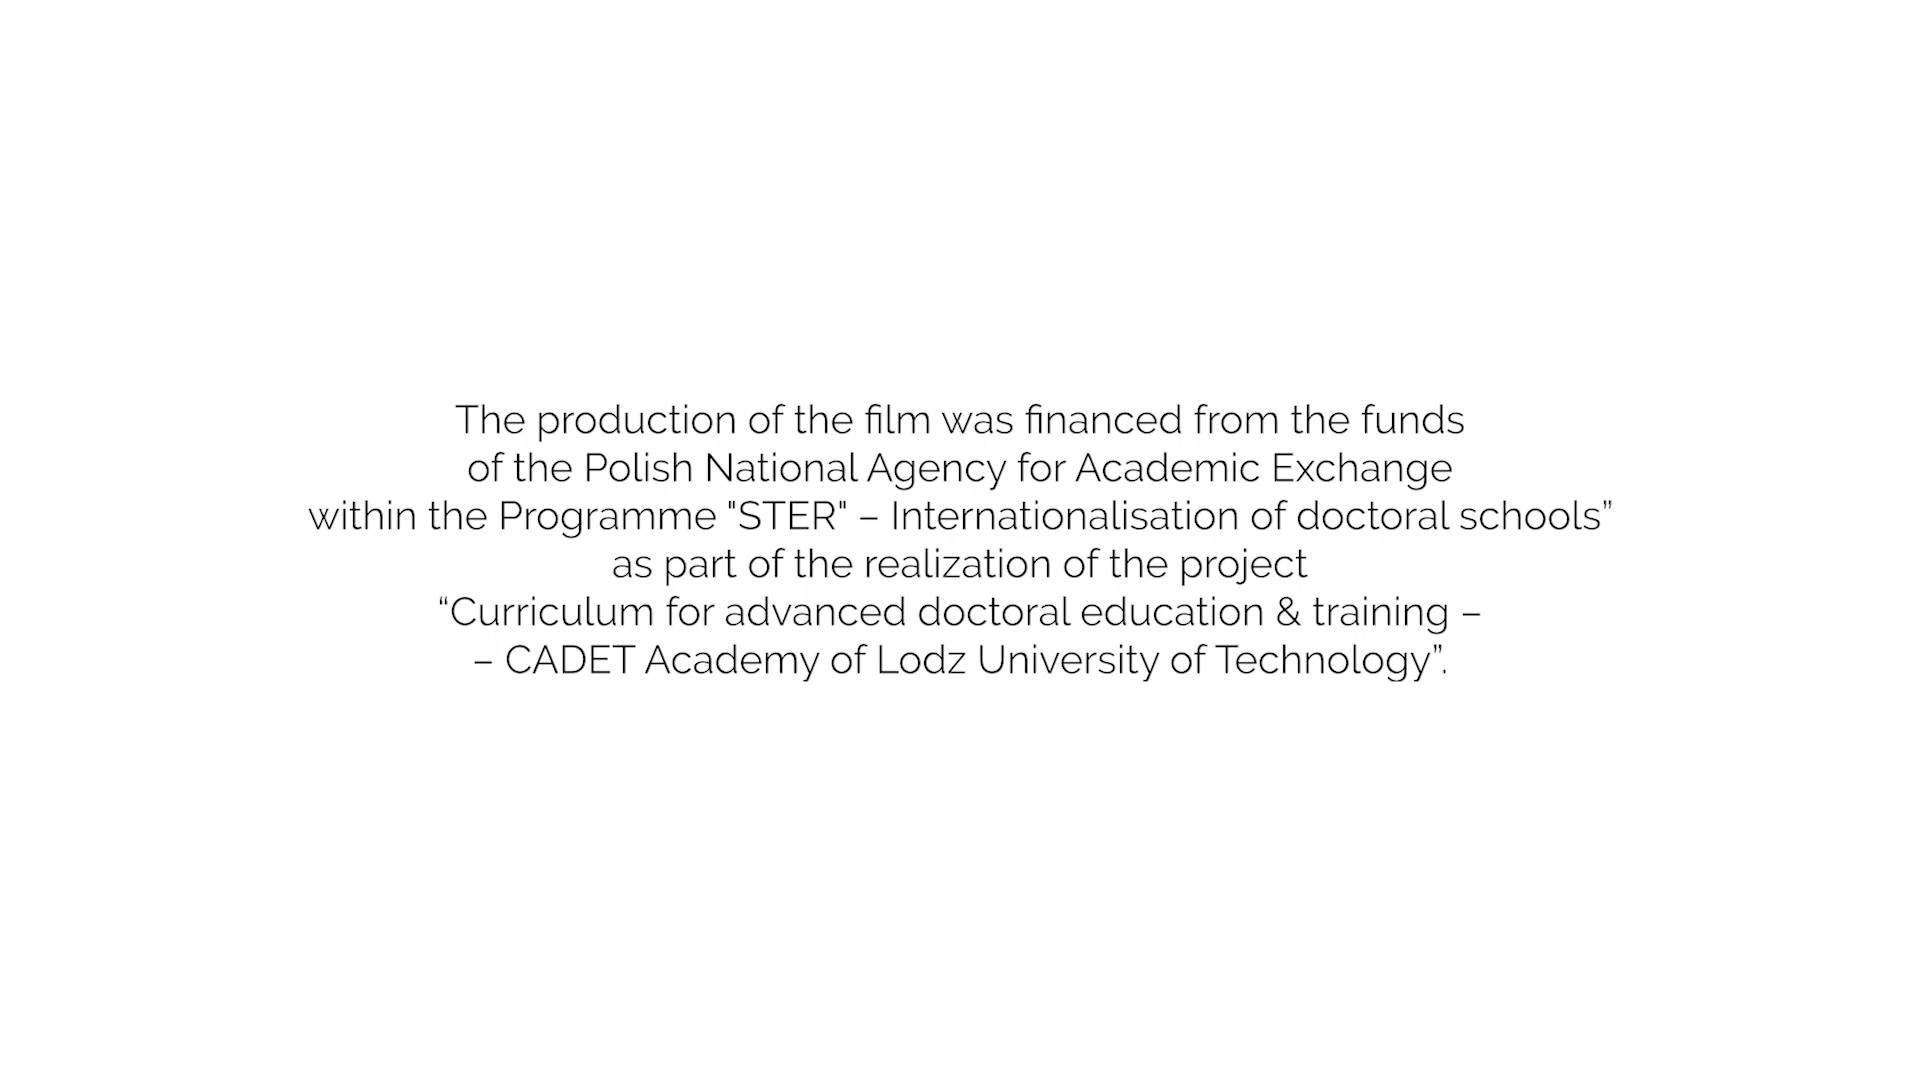 The production of the film was financed from the funds
of the Polish National Agency for Academic Exchange
within the Programme "STER" – Internationalisation of doctoral schools”
as part of the realization of the project
“Curriculum for advanced doctoral education & training –
– CADET Academy of Lodz University of Technology”.